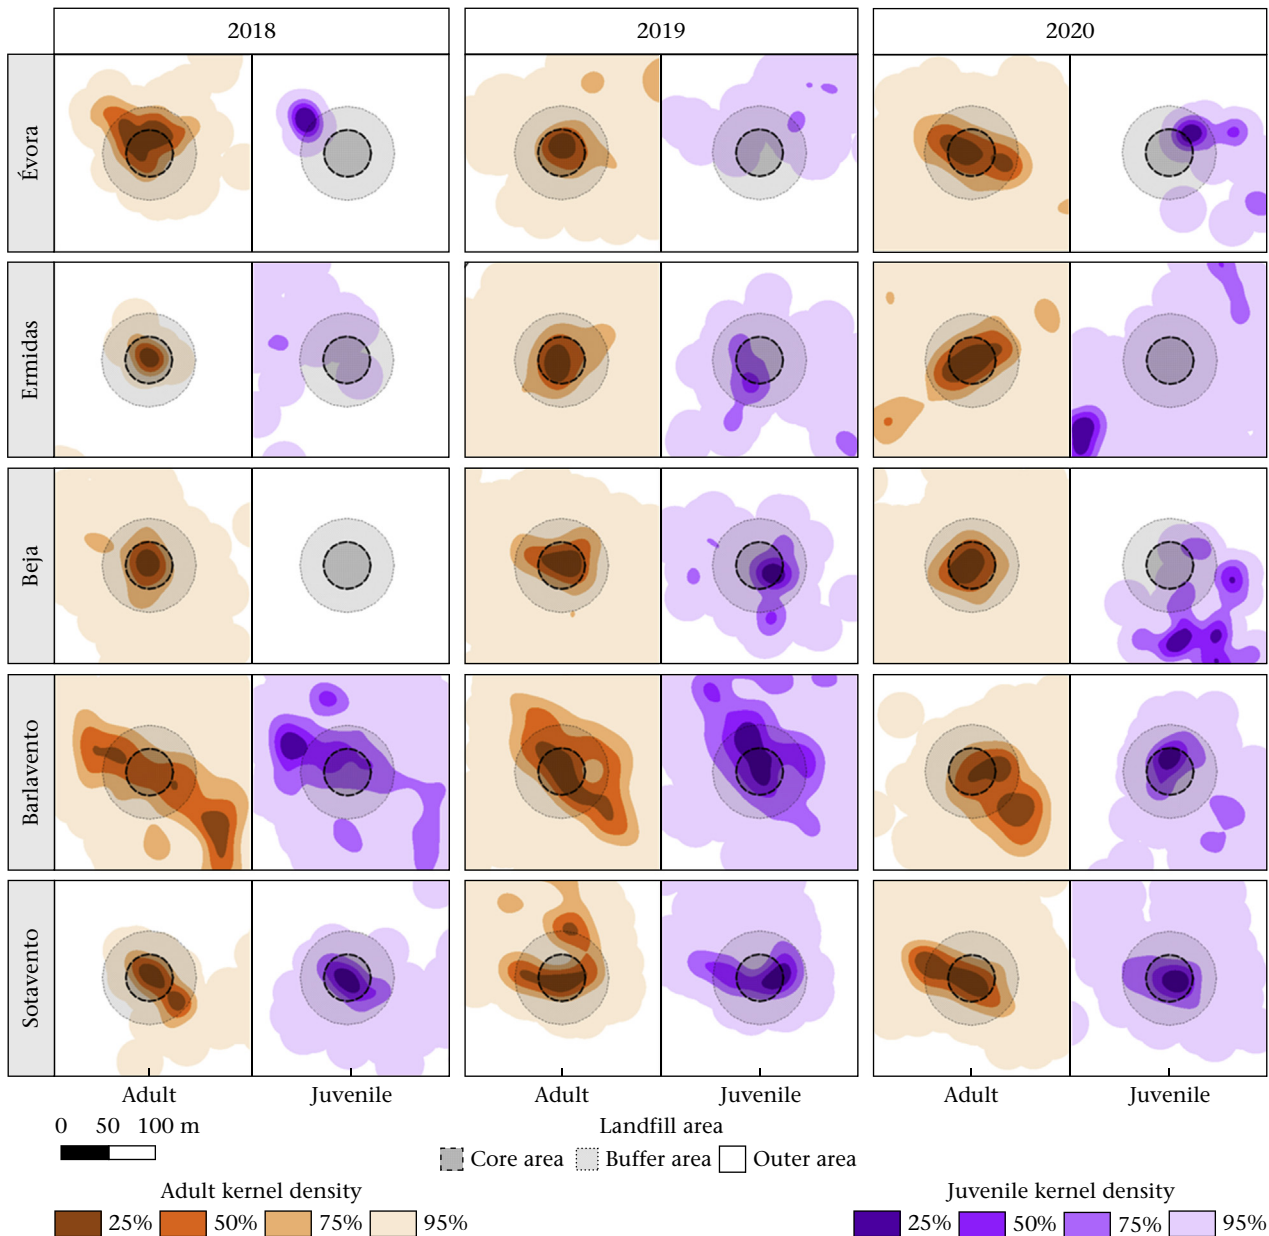 2018 2019 2020
Évora
Ermidas
Beja
Barlavento
Sotavento
Adult Juvenile Adult Juvenile Adult Juvenile
0 50 100 m
Landfill area
Core area Buffer area Outer area
Adult kernel density Juvenile kernel density
25% 50% 75% 95% 25% 50% 75% 95%